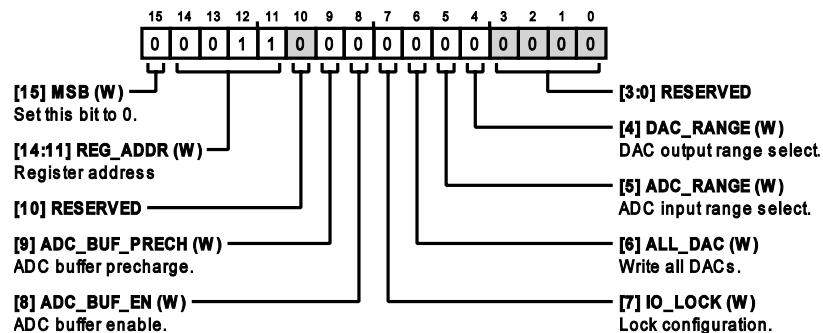 15 14 13 12 11 10 9 8 7 6 5 4 3 2 1 0
0 0 0 1 1 0 0 0 0 0 0 0 0 0 0 0
[15] MSB (W)
Set this bit to 0.
[14:11] REG_ADDR (W)
Register address
[10] RESERVED
[9] ADC_BUF_PRECH (W)
ADC buffer precharge.
[8] ADC_BUF_EN (W)
ADC buffer enable.
[3:0] RESERVED
[4] DAC_RANGE (W)
DAC output range select.
[5] ADC_RANGE (W)
ADC input range select.
[6] ALL_DAC (W)
Write all DACs.
[7] IO_LOCK (W)
Lock configuration.